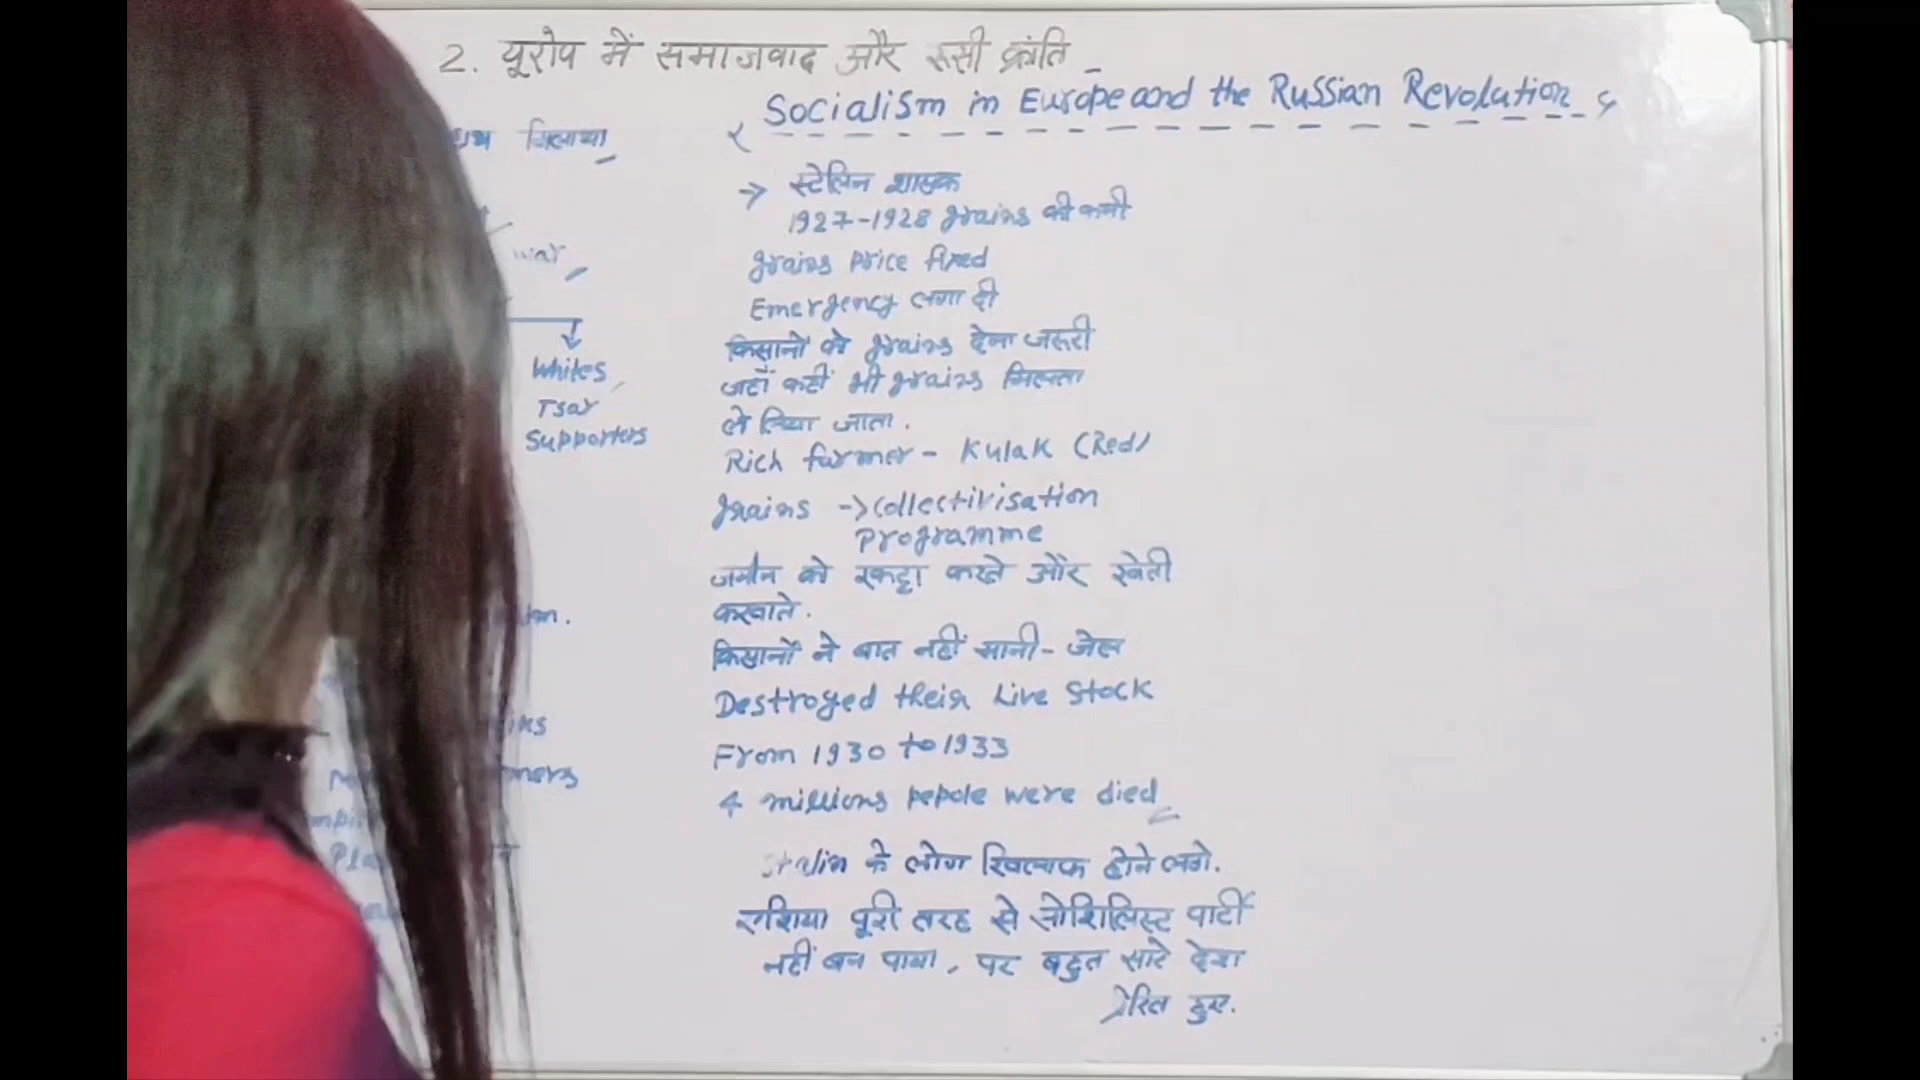 2. यूरोप में समाजवाद और रूसी क्रांति -
Socialism in Europe and the Russian Revolution
मिलाया
war
Whites
Tsar
Supporters
→ स्टेलिन शासक
1927-1928 grains की कमी
grains price fixed
Emergency लगा दी
किसानों को grains देना जरूरी
जहाँ कहीं भी grains मिलता
ले लिया जाता.
Rich farmer - Kulak (Red)
grains → collectivisation
Programme
जमीन को इकट्ठा करते और खेती
करवाते.
किसानों ने बात नहीं मानी - जेल
Destroyed their Live Stock
From 1930 to 1933
4 millions pepole were died
Stalin के लोग खिलाफ होने लगे.
एशिया पूरी तरह से सोशिलिस्ट पार्टी
नहीं बन पाया, पर बहुत सारे देश
प्रेरित हुए.